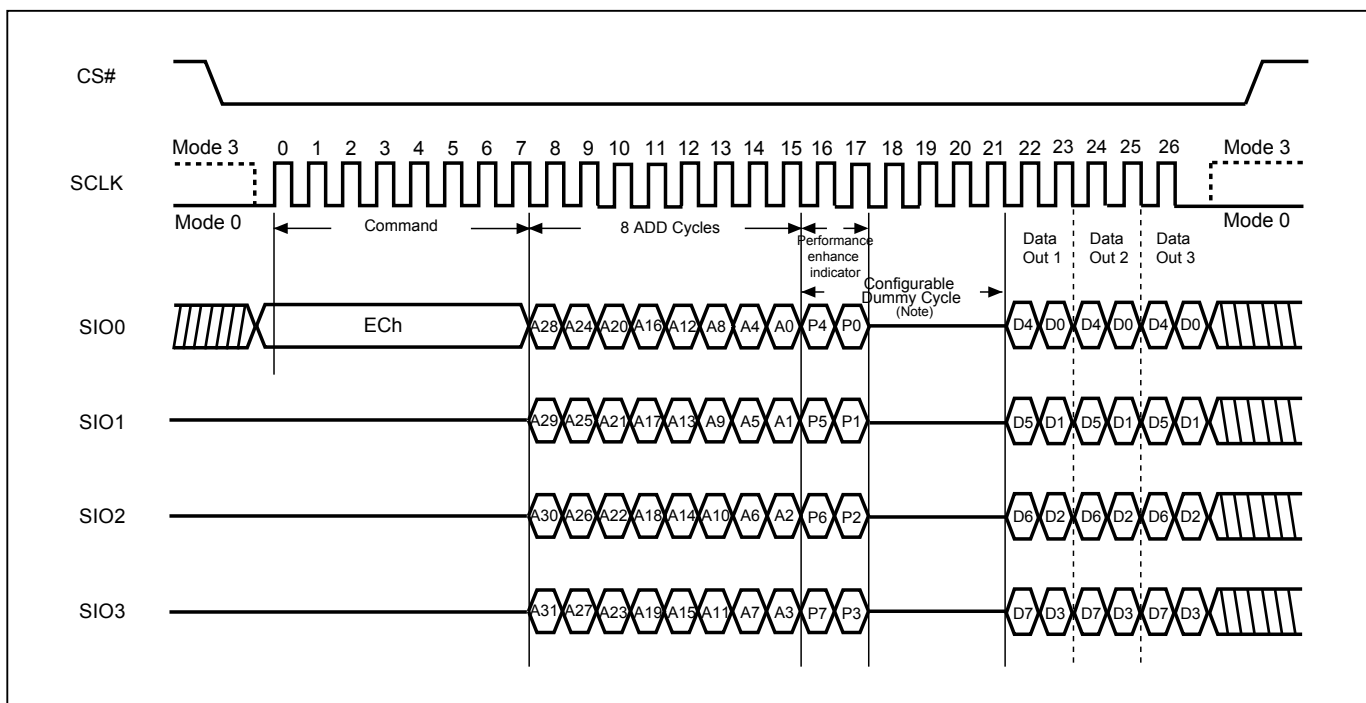 CS#
Mode 3 0 1 2 3 4 5 6 7 8 9 10 11 12 13 14 15 16 17 18 19 20 21 22 23 24 25 26 Mode 3
SCLK
Mode 0 Mode 0
Command 8 ADD Cycles
Performance
enhance
indicator
Data
Out 1
Data
Out 2
Data
Out 3
Configurable
Dummy Cycle
(Note)
SIO0 ECh A28 A24 A20 A16 A12 A8 A4 A0 P4 P0 D4 D0 D4 D0 D4 D0
SIO1 A29 A25 A21 A17 A13 A9 A5 A1 P5 P1 D5 D1 D5 D1 D5 D1
SIO2 A30 A26 A22 A18 A14 A10 A6 A2 P6 P2 D6 D2 D6 D2 D6 D2
SIO3 A31 A27 A23 A19 A15 A11 A7 A3 P7 P3 D7 D3 D7 D3 D7 D3